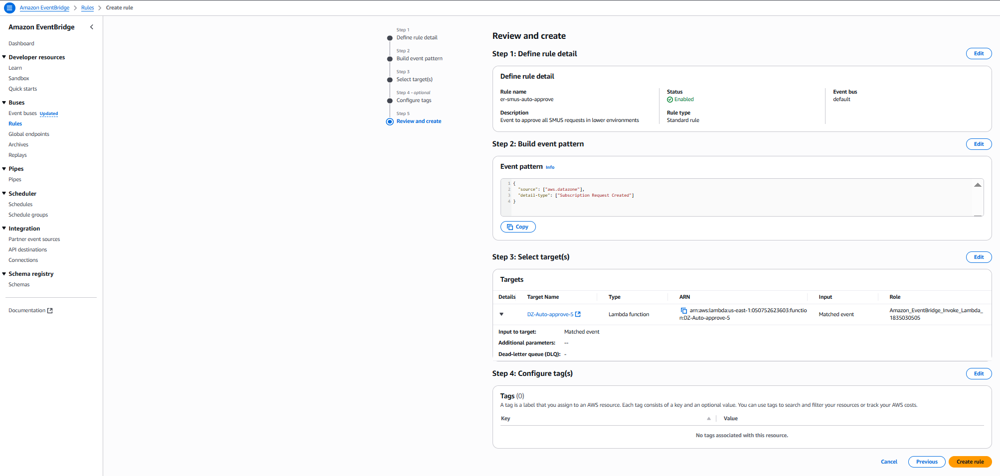 Amazon EventBridge > Rules > Create rule
Amazon EventBridge
Dashboard
Developer resources
Learn
Sandbox
Quick starts
Buses
Event buses Updated
Rules
Global endpoints
Archives
Replays
Pipes
Pipes
Scheduler
Schedules
Schedule groups
Integration
Partner event sources
API destinations
Connections
Schema registry
Schemas
Documentation
Step 1
Define rule detail
Step 2
Build event pattern
Step 3
Select target(s)
Step 4 - optional
Configure tags
Step 5
Review and create
Review and create
Step 1: Define rule detail
Edit
Define rule detail
Rule name
er-smus-auto-approve
Description
Event to approve all SMUS requests in lower environments
Status
Enabled
Rule type
Standard rule
Event bus
default
Step 2: Build event pattern
Edit
Event pattern Info
1 {
2 "source": ["aws.datazone"],
3 "detail-type": ["Subscription Request Created"]
4 }
Copy
Step 3: Select target(s)
Edit
Targets
Details Target Name Type ARN Input Role
DZ-Auto-approve-5 Lambda function arn:aws:lambda:us-east-1:050752623603:functio
n:DZ-Auto-approve-5 Matched event Amazon_EventBridge_Invoke_Lambda_
1835030505
Input to target: Matched event
Additional parameters: --
Dead-letter queue (DLQ): -
Step 4: Configure tag(s)
Edit
Tags (0)
A tag is a label that you assign to an AWS resource. Each tag consists of a key and an optional value. You can use tags to search and filter your resources or track your AWS costs.
Key Value
No tags associated with this resource.
Cancel Previous Create rule